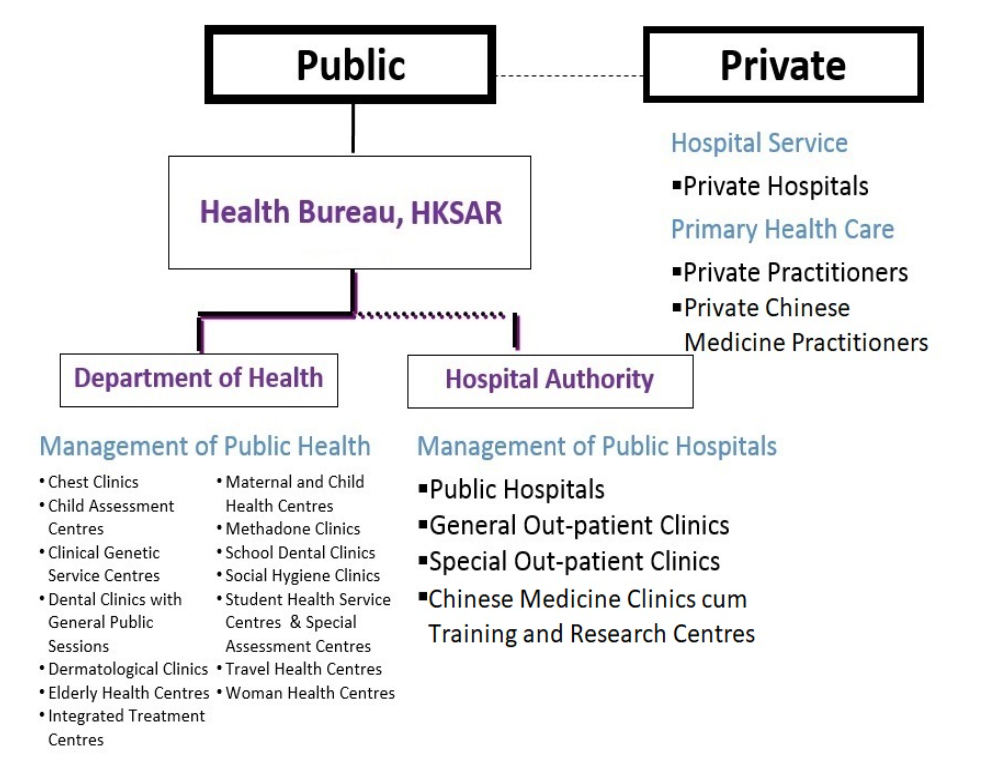 Public
Private
Health Bureau, HKSAR
Hospital Service
▪Private Hospitals
Primary Health Care
▪Private Practitioners
▪Private Chinese
Medicine Practitioners
Department of Health
Hospital Authority
Management of Public Health
• Chest Clinics
• Child Assessment
Centres
• Clinical Genetic
Service Centres
• Dental Clinics with
General Public
Sessions
• Dermatological Clinics
• Elderly Health Centres
• Integrated Treatment
Centres
• Maternal and Child
Health Centres
• Methadone Clinics
• School Dental Clinics
• Social Hygiene Clinics
• Student Health Service
Centres & Special
Assessment Centres
• Travel Health Centres
• Woman Health Centres
Management of Public Hospitals
▪Public Hospitals
▪General Out-patient Clinics
▪Special Out-patient Clinics
▪Chinese Medicine Clinics cum
Training and Research Centres